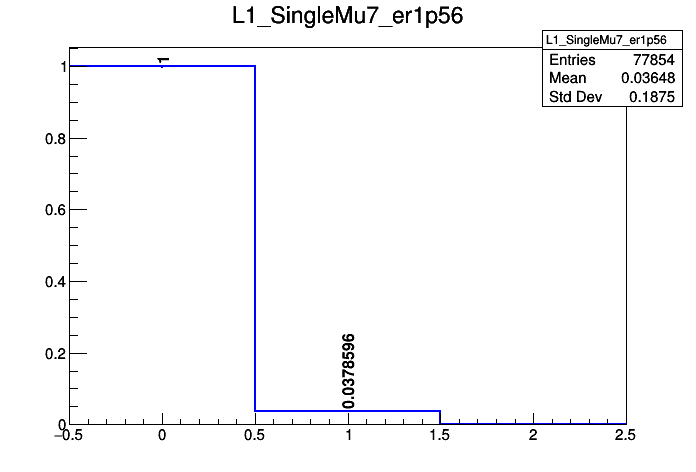 L1_SingleMu7_er1p56
L1_SingleMu7_er1p56
Entries 77854
Mean 0.03648
Std Dev 0.1875
1
0.8
0.6
0.4
0.2
0
1
0.0378596
−0.5 0 0.5 1 1.5 2 2.5